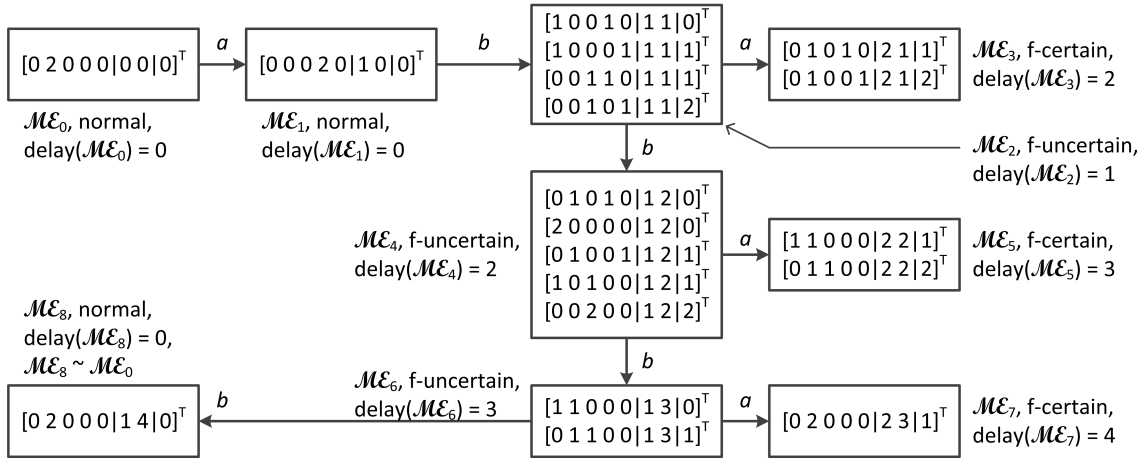 [0 2 0 0 0|0 0|0]ᵀ
a
[0 0 0 2 0|1 0|0]ᵀ
b
[1 0 0 1 0|1 1|0]ᵀ
[1 0 0 0 1|1 1|1]ᵀ
[0 0 1 1 0|1 1|1]ᵀ
[0 0 1 0 1|1 1|2]ᵀ
a
[0 1 0 1 0|2 1|1]ᵀ
[0 1 0 0 1|2 1|2]ᵀ
ℳℰ₃, f-certain,
delay(ℳℰ₃) = 2
ℳℰ₀, normal,
delay(ℳℰ₀) = 0
ℳℰ₁, normal,
delay(ℳℰ₁) = 0
b
ℳℰ₂, f-uncertain,
delay(ℳℰ₂) = 1
ℳℰ₄, f-uncertain,
delay(ℳℰ₄) = 2
[0 1 0 1 0|1 2|0]ᵀ
[2 0 0 0 0|1 2|0]ᵀ
[0 1 0 0 1|1 2|1]ᵀ
[1 0 1 0 0|1 2|1]ᵀ
[0 0 2 0 0|1 2|2]ᵀ
a
[1 1 0 0 0|2 2|1]ᵀ
[0 1 1 0 0|2 2|2]ᵀ
ℳℰ₅, f-certain,
delay(ℳℰ₅) = 3
ℳℰ₈, normal,
delay(ℳℰ₈) = 0,
ℳℰ₈ ~ ℳℰ₀
b
[0 2 0 0 0|1 4|0]ᵀ
b
ℳℰ₆, f-uncertain,
delay(ℳℰ₆) = 3
[1 1 0 0 0|1 3|0]ᵀ
[0 1 1 0 0|1 3|1]ᵀ
a
[0 2 0 0 0|2 3|1]ᵀ
ℳℰ₇, f-certain,
delay(ℳℰ₇) = 4